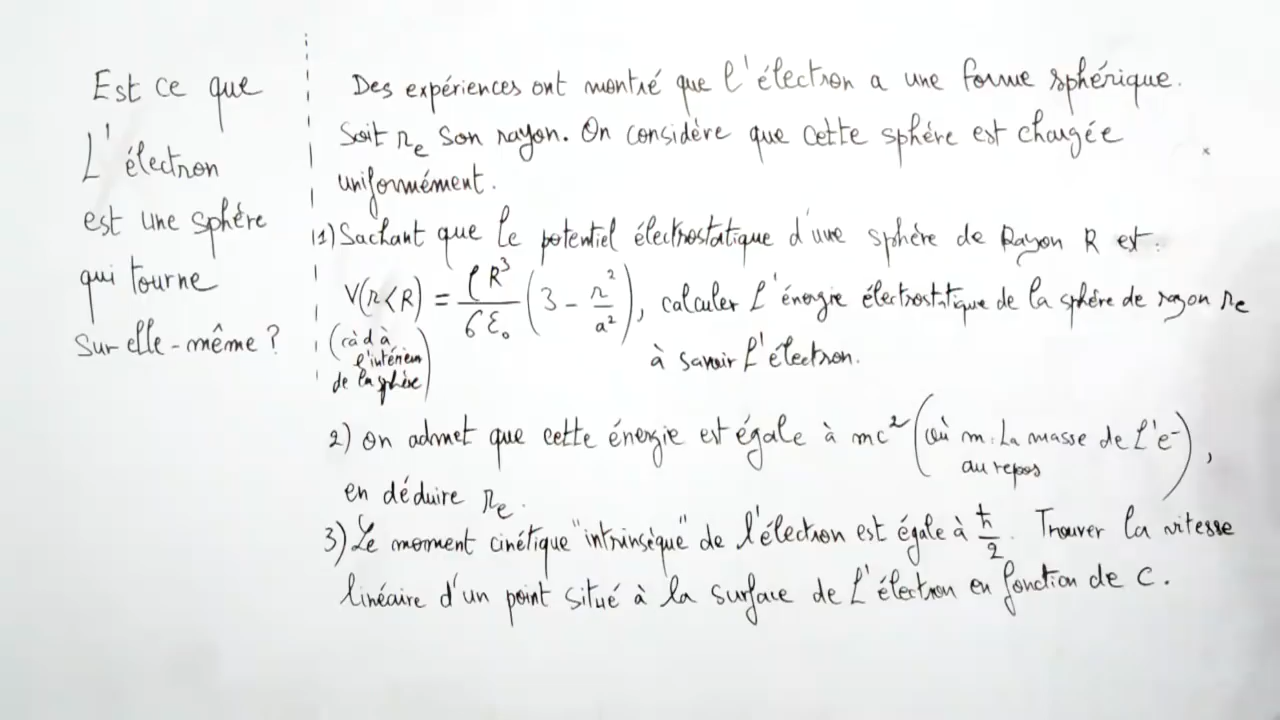 Est ce que
L'électron
est une sphère
qui tourne
sur elle-même ?
Des expériences ont montré que l'électron a une forme sphérique.
Soit r_e son rayon. On considère que cette sphère est chargée
uniformément.
1) Sachant que le potentiel électrostatique d'une sphère de Rayon R est :
V(r<R) = ρR³/6ε₀ (3 - r²/a²), calculer l'énergie électrostatique de la sphère de rayon r_e
(càd à
l'intérieur
de la sphère)
à savoir l'électron.
2) on admet que cette énergie est égale à mc² (où m : la masse de l'e⁻
au repos),
en déduire r_e.
3) Le moment cinétique "intrinsèque" de l'électron est égale à ħ/2. Trouver la vitesse
linéaire d'un point situé à la surface de l'électron en fonction de c.